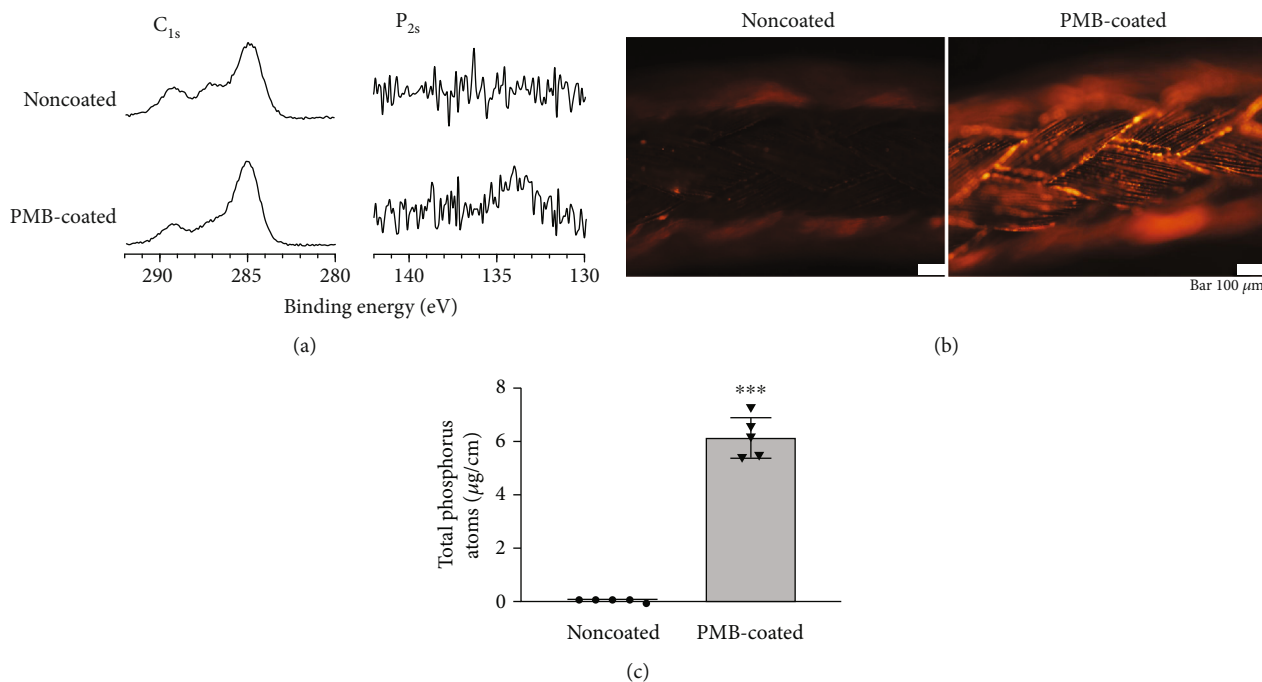 C1s
P2s
Noncoated
PMB-coated
290
285
280
140
135
130
Binding energy (eV)
(a)
Noncoated
PMB-coated
Bar 100 μm
(b)
Total phosphorus
atoms (μg/cm)
8
6
4
2
0
***
Noncoated
PMB-coated
(c)